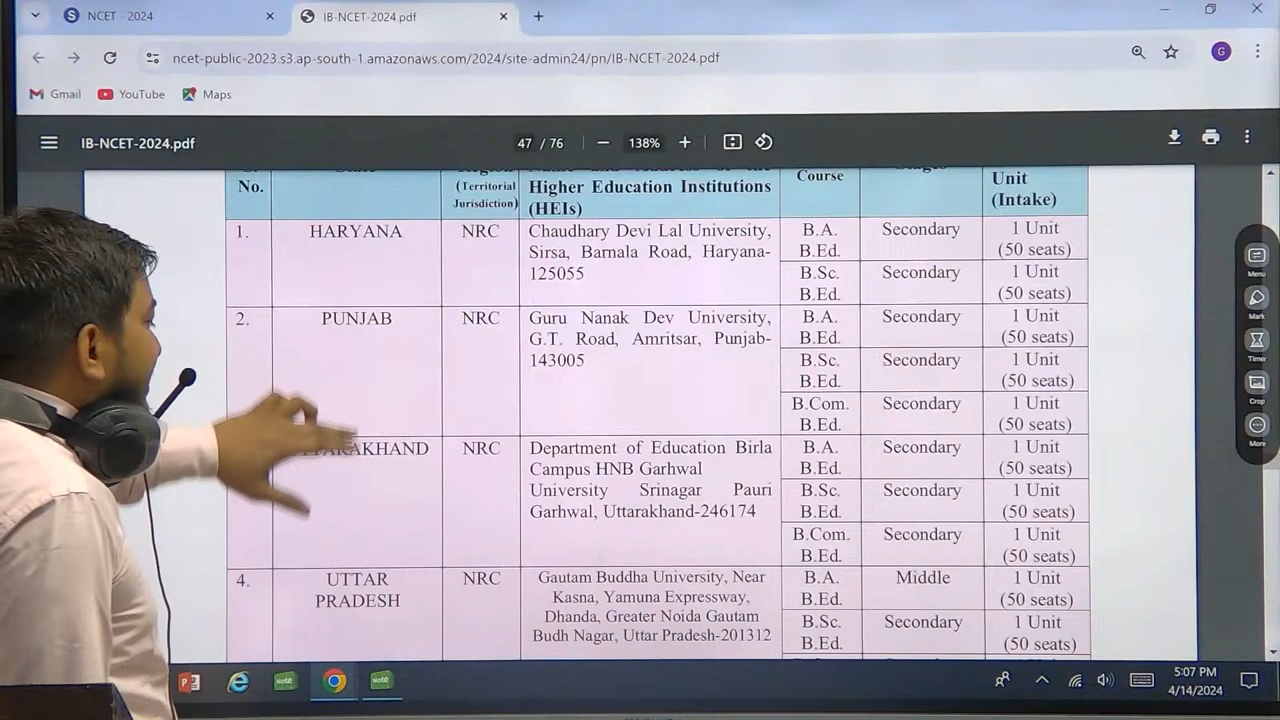 NCET - 2024
IB-NCET-2024.pdf
ncet-public-2023.s3.ap-south-1.amazonaws.com/2024/site-admin24/pn/IB-NCET-2024.pdf
G
Gmail YouTube Maps
IB-NCET-2024.pdf
47 / 76
138%
No.
(Territorial Jurisdiction)
Higher Education Institutions (HEIs)
Course
Unit (Intake)
1. HARYANA NRC
Chaudhary Devi Lal University,
Sirsa, Barnala Road, Haryana-
125055
B.A. B.Ed. Secondary 1 Unit (50 seats)
B.Sc. B.Ed. Secondary 1 Unit (50 seats)
2. PUNJAB NRC
Guru Nanak Dev University,
G.T. Road, Amritsar, Punjab-
143005
B.A. B.Ed. Secondary 1 Unit (50 seats)
B.Sc. B.Ed. Secondary 1 Unit (50 seats)
B.Com. B.Ed. Secondary 1 Unit (50 seats)
NRC
Department of Education Birla
Campus HNB Garhwal
University Srinagar Pauri
Garhwal, Uttarakhand-246174
B.A. B.Ed. Secondary 1 Unit (50 seats)
B.Sc. B.Ed. Secondary 1 Unit (50 seats)
B.Com. B.Ed. Secondary 1 Unit (50 seats)
4. UTTAR PRADESH NRC
Gautam Buddha University, Near
Kasna, Yamuna Expressway,
Dhanda, Greater Noida Gautam
Budh Nagar, Uttar Pradesh-201312
B.A. B.Ed. Middle 1 Unit (50 seats)
B.Sc. B.Ed. Secondary 1 Unit (50 seats)
Menu
Mark
Timer
Crop
More
Note
Note
5:07 PM
4/14/2024